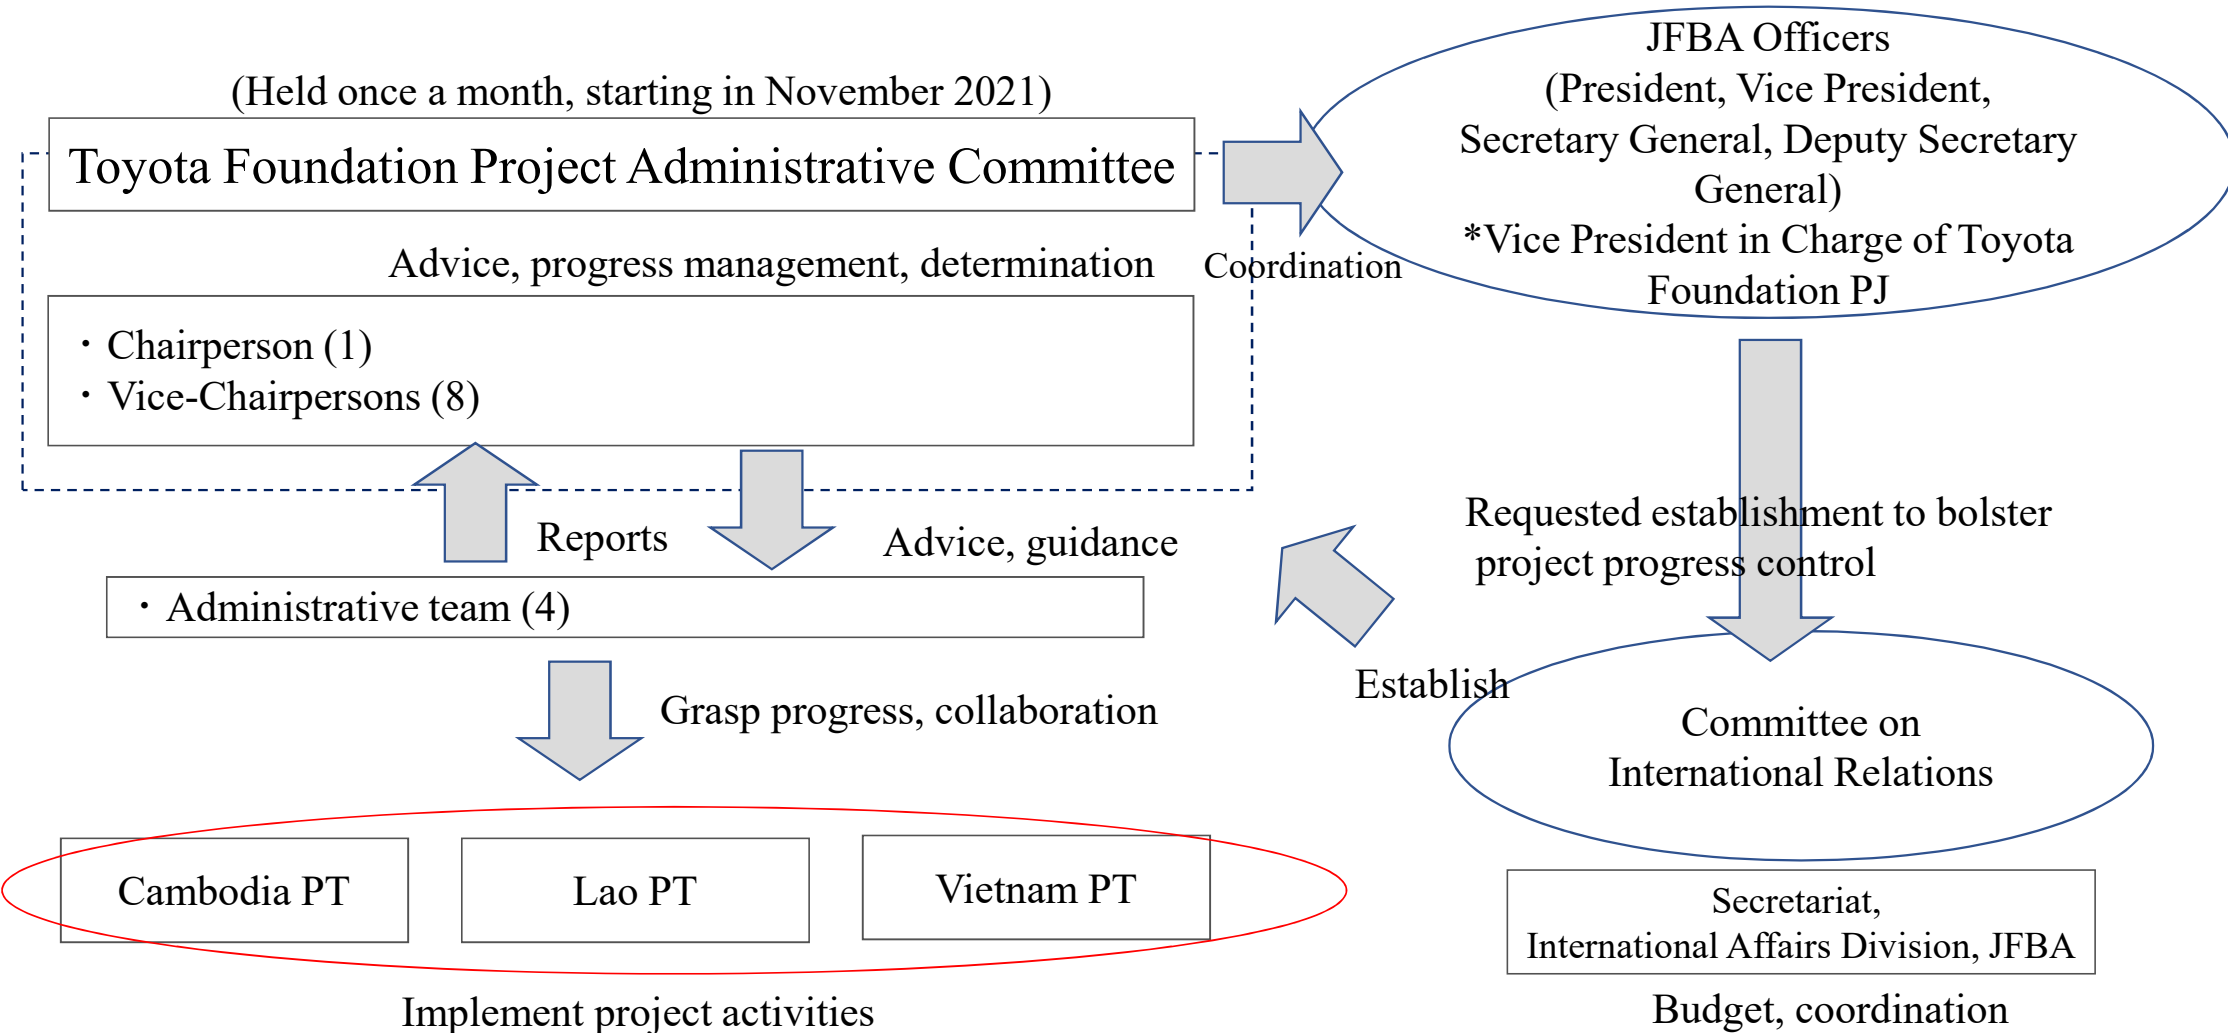 (Held once a month, starting in November 2021)
Toyota Foundation Project Administrative Committee
Advice, progress management, determination
・Chairperson (1)
・Vice-Chairpersons (8)
Coordination
JFBA Officers
(President, Vice President,
Secretary General, Deputy Secretary
General)
*Vice President in Charge of Toyota
Foundation PJ
Reports
Advice, guidance
・Administrative team (4)
Requested establishment to bolster
project progress control
Establish
Grasp progress, collaboration
Committee on
International Relations
Cambodia PT
Lao PT
Vietnam PT
Implement project activities
Secretariat,
International Affairs Division, JFBA
Budget, coordination